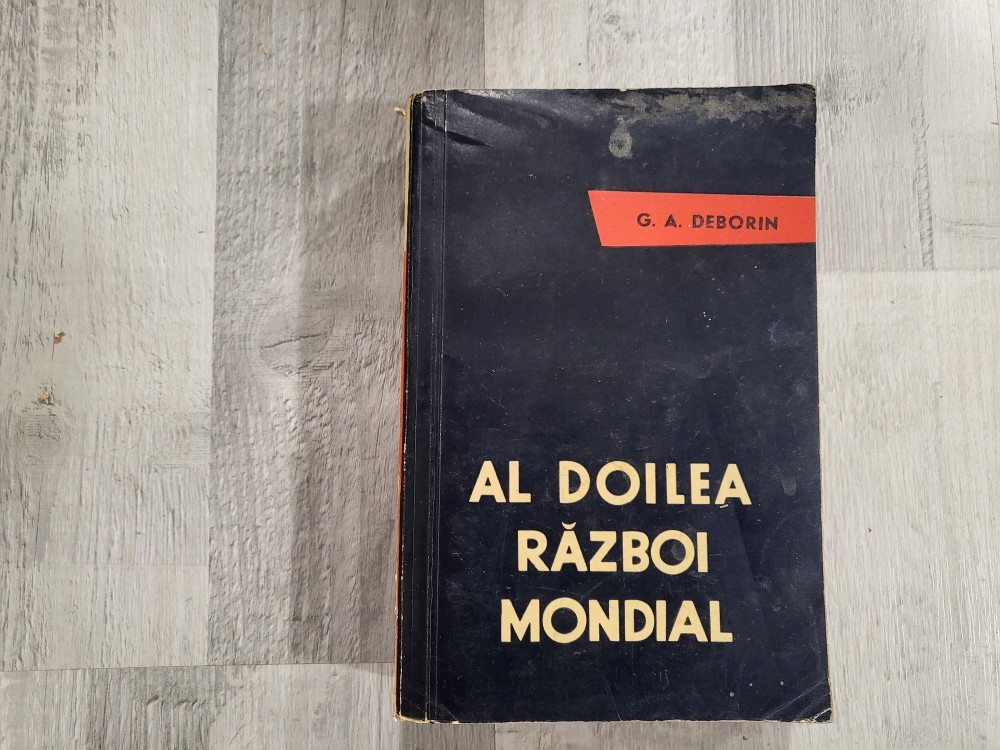 G. A. DEBORIN
AL DOILEA
RĂZBOI
MONDIAL